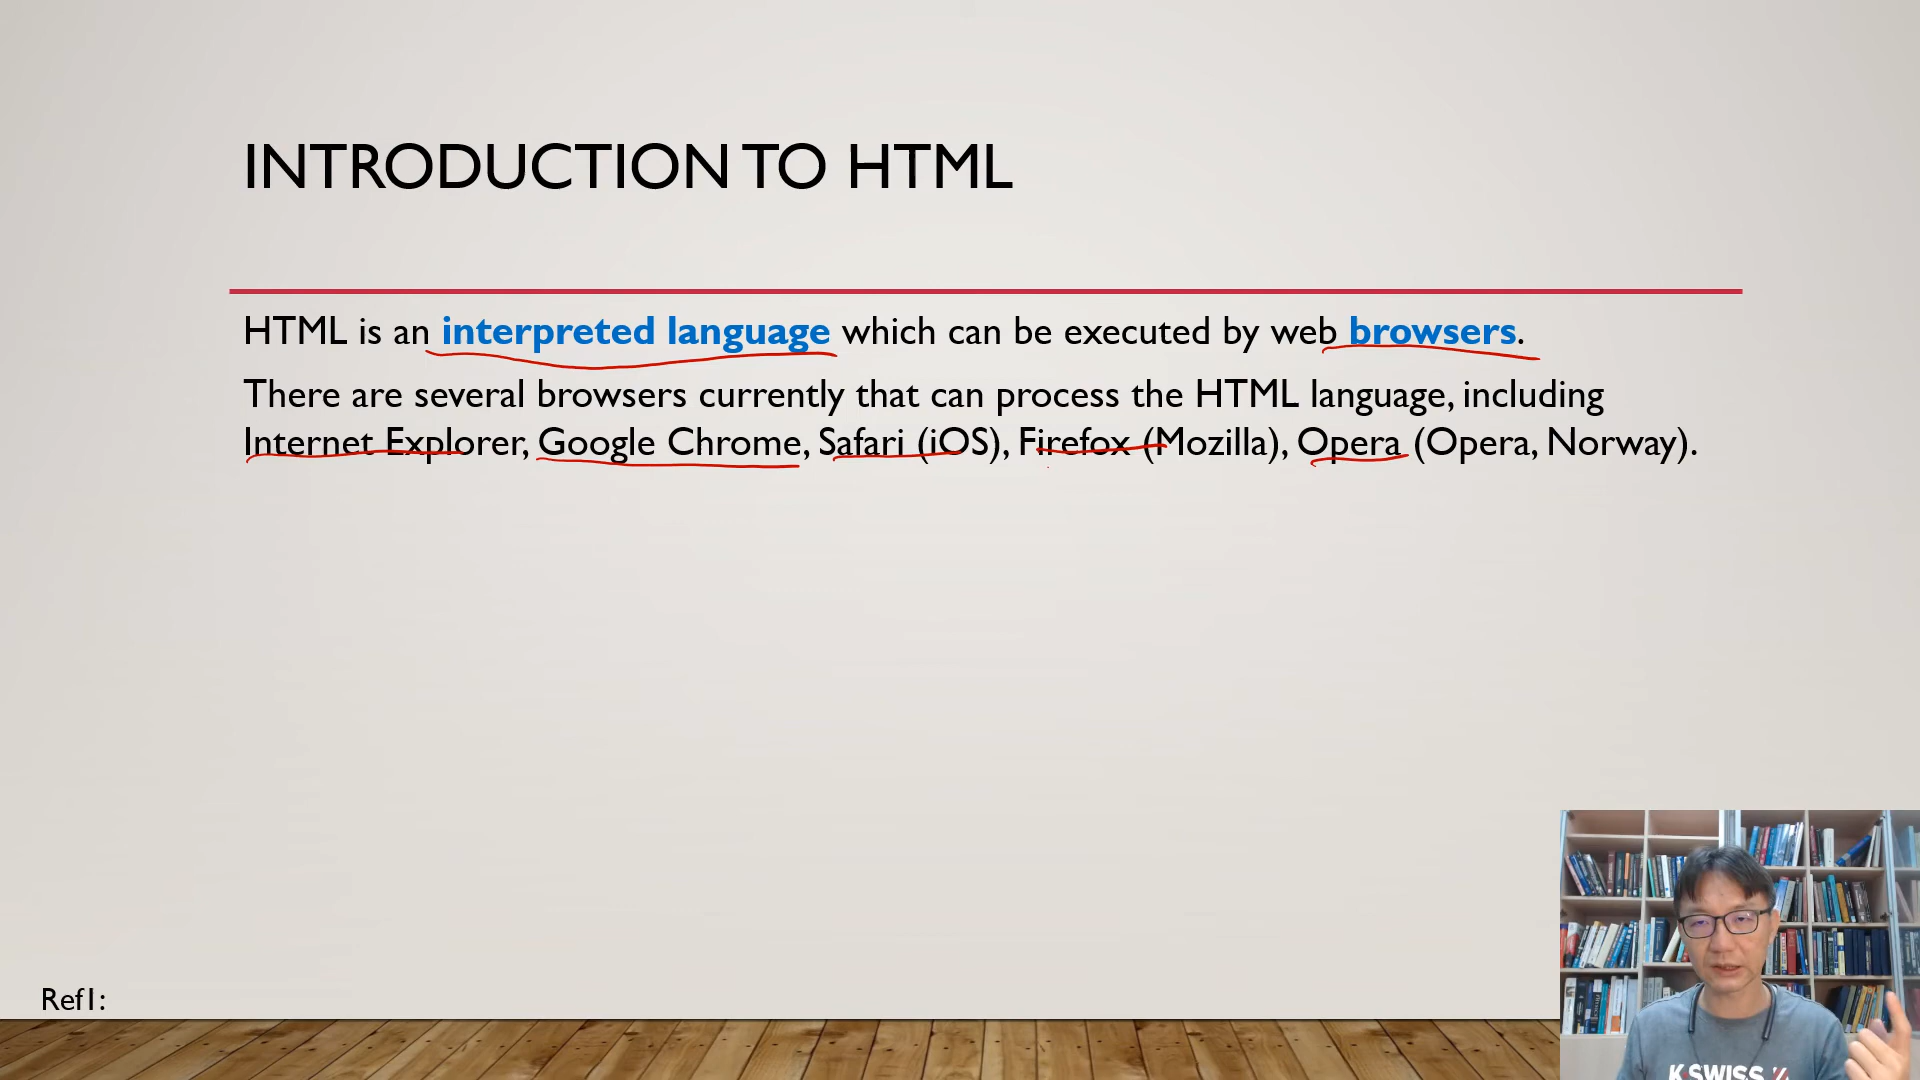 INTRODUCTION TO HTML
HTML is an interpreted language which can be executed by web browsers.
There are several browsers currently that can process the HTML language, including
Internet Explorer, Google Chrome, Safari (iOS), Firefox (Mozilla), Opera (Opera, Norway).
Ref1:
K·SWISS